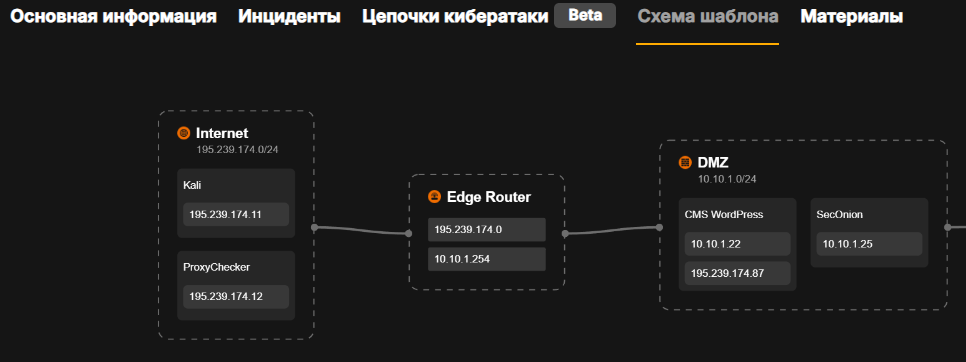 Основная информация Инциденты Цепочки кибератаки Beta Схема шаблона Материалы
Internet
195.239.174.0/24
Kali
195.239.174.11
ProxyChecker
195.239.174.12
Edge Router
195.239.174.0
10.10.1.254
DMZ
10.10.1.0/24
CMS WordPress
10.10.1.22
195.239.174.87
SecOnion
10.10.1.25